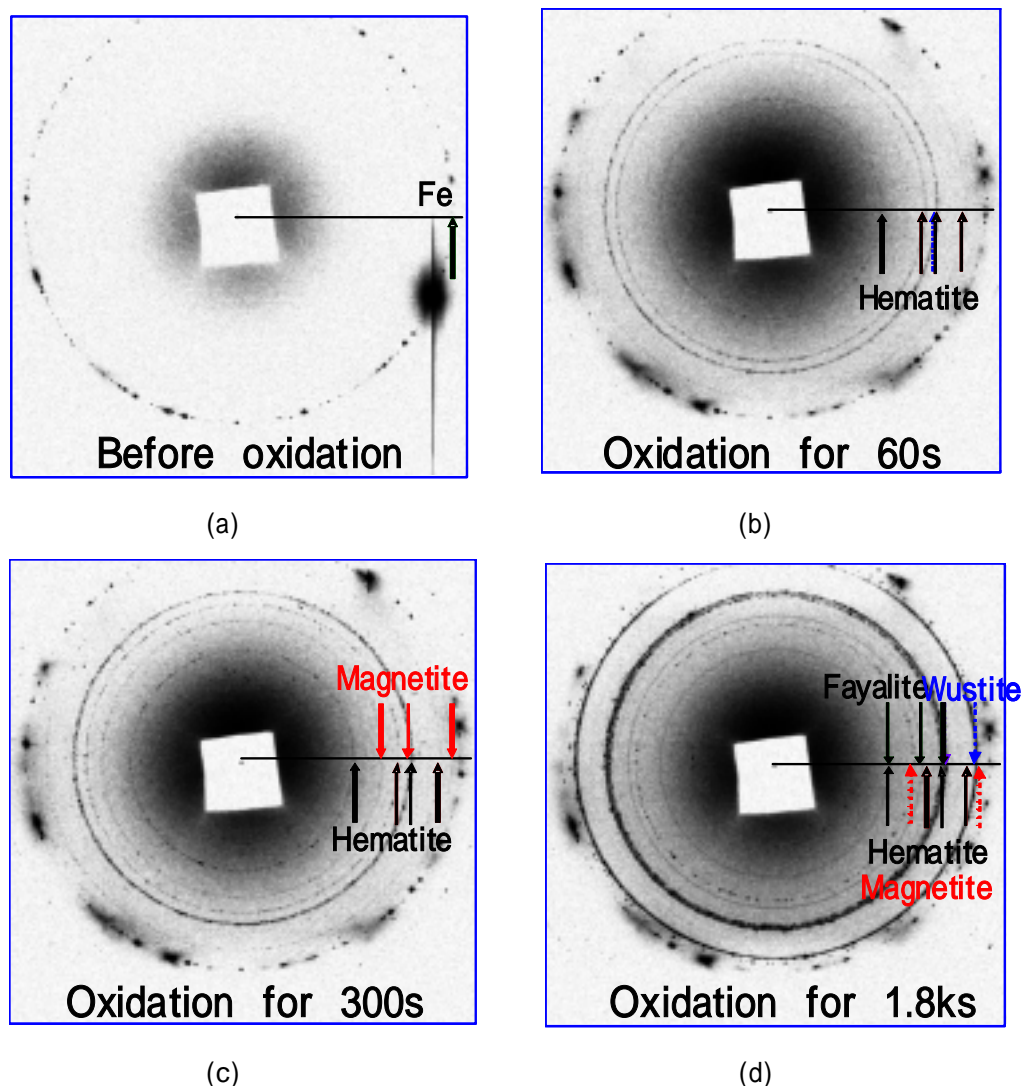 Fe
Before oxidation
(a)
Hematite
Oxidation for 60s
(b)
Magnetite
Hematite
Oxidation for 300s
(c)
Fayalite Wustite
Hematite
Magnetite
Oxidation for 1.8ks
(d)